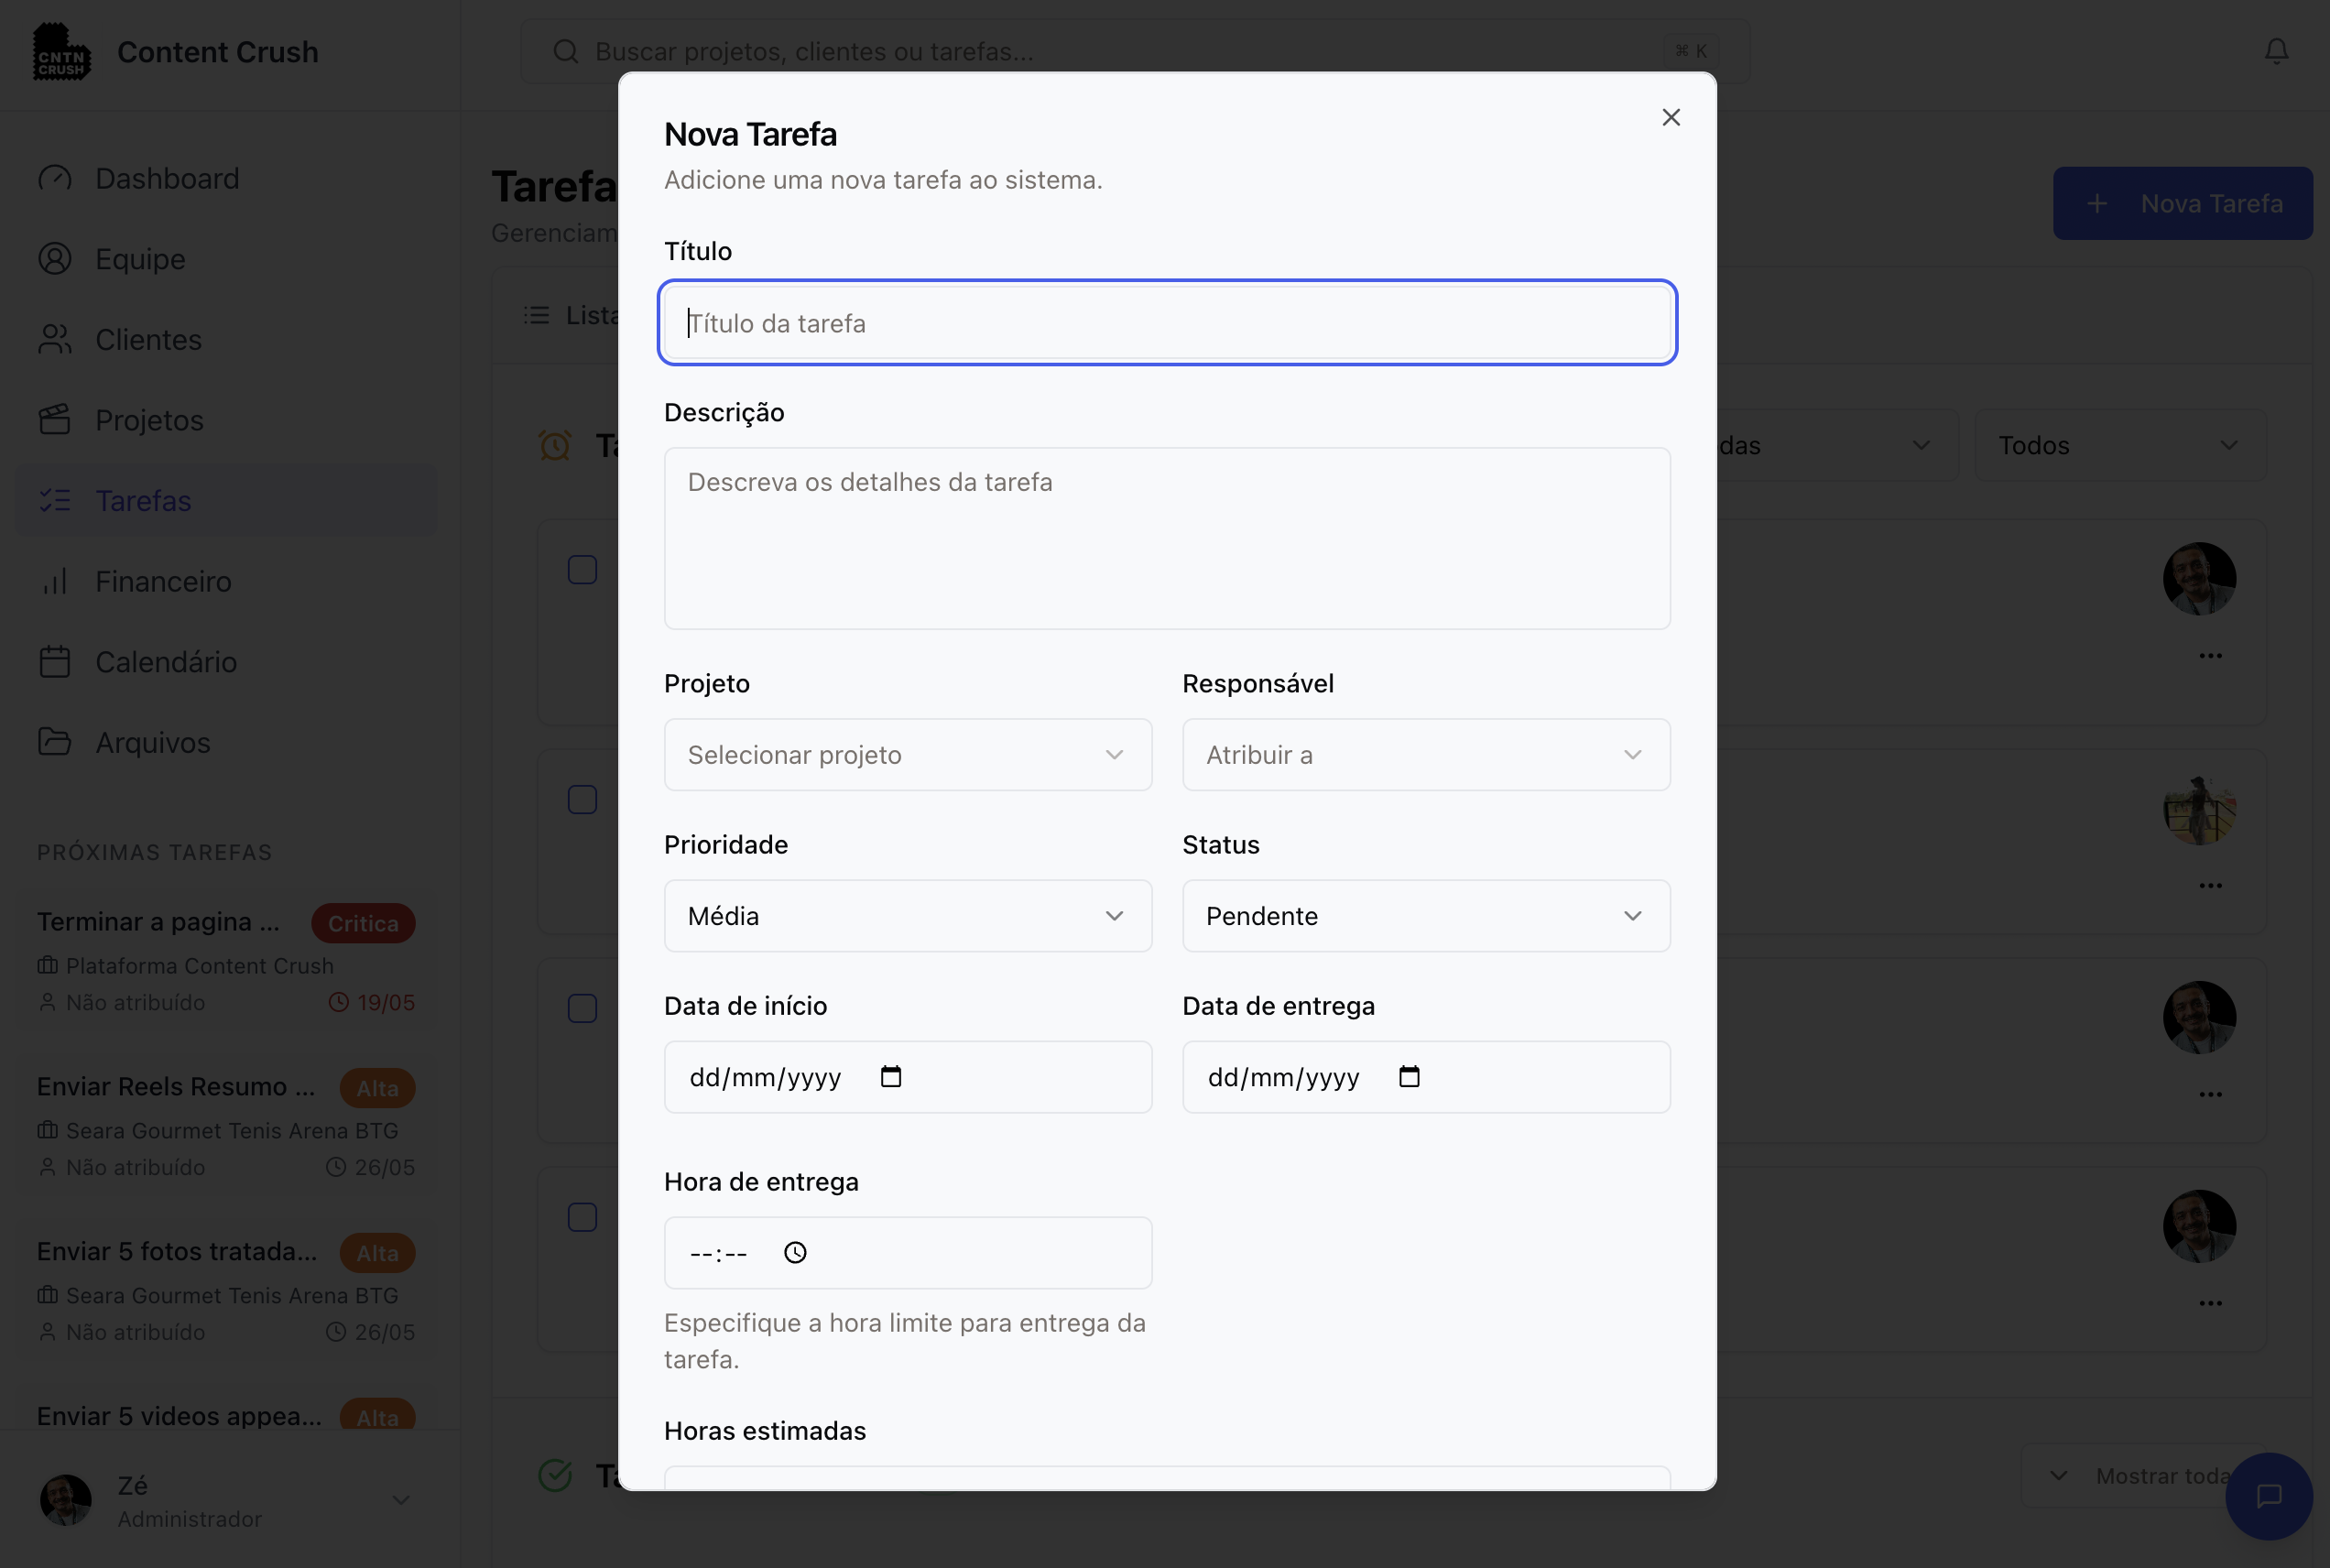 CNTN
CRUSH
Content Crush
Buscar projetos, clientes ou tarefas...
⌘ K
Dashboard
Equipe
Clientes
Projetos
Tarefas
Financeiro
Calendário
Arquivos
PRÓXIMAS TAREFAS
Terminar a pagina ...
Critica
Plataforma Content Crush
Não atribuído
19/05
Enviar Reels Resumo ...
Alta
Seara Gourmet Tenis Arena BTG
Não atribuído
26/05
Enviar 5 fotos tratada...
Alta
Seara Gourmet Tenis Arena BTG
Não atribuído
26/05
Enviar 5 videos appea...
Alta
Zé
Administrador
Tarefa
Gerenciam
Nova Tarefa
Lista
Ta
das
Todos
Ta
Mostrar toda
Nova Tarefa
Adicione uma nova tarefa ao sistema.
Título
Título da tarefa
Descrição
Descreva os detalhes da tarefa
Projeto
Responsável
Selecionar projeto
Atribuir a
Prioridade
Status
Média
Pendente
Data de início
Data de entrega
dd/mm/yyyy
dd/mm/yyyy
Hora de entrega
--:--
Especifique a hora limite para entrega da
tarefa.
Horas estimadas